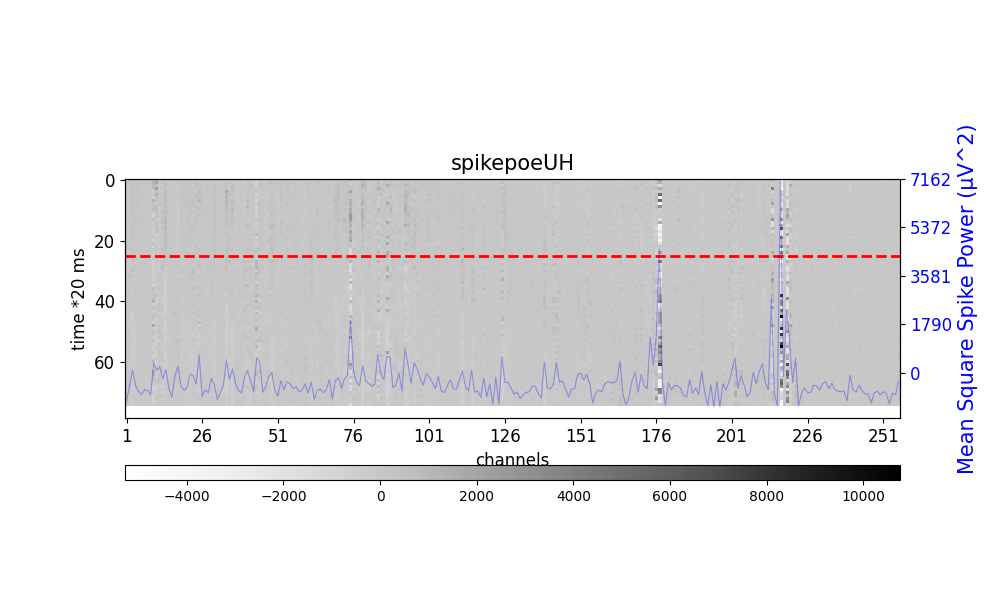 spikepoeUH
0
20
40
60
time *20 ms
7162
5372
3581
1790
0
Mean Square Spike Power (µV^2)
1 26 51 76 101 126 151 176 201 226 251
channels
−4000 −2000 0 2000 4000 6000 8000 10000